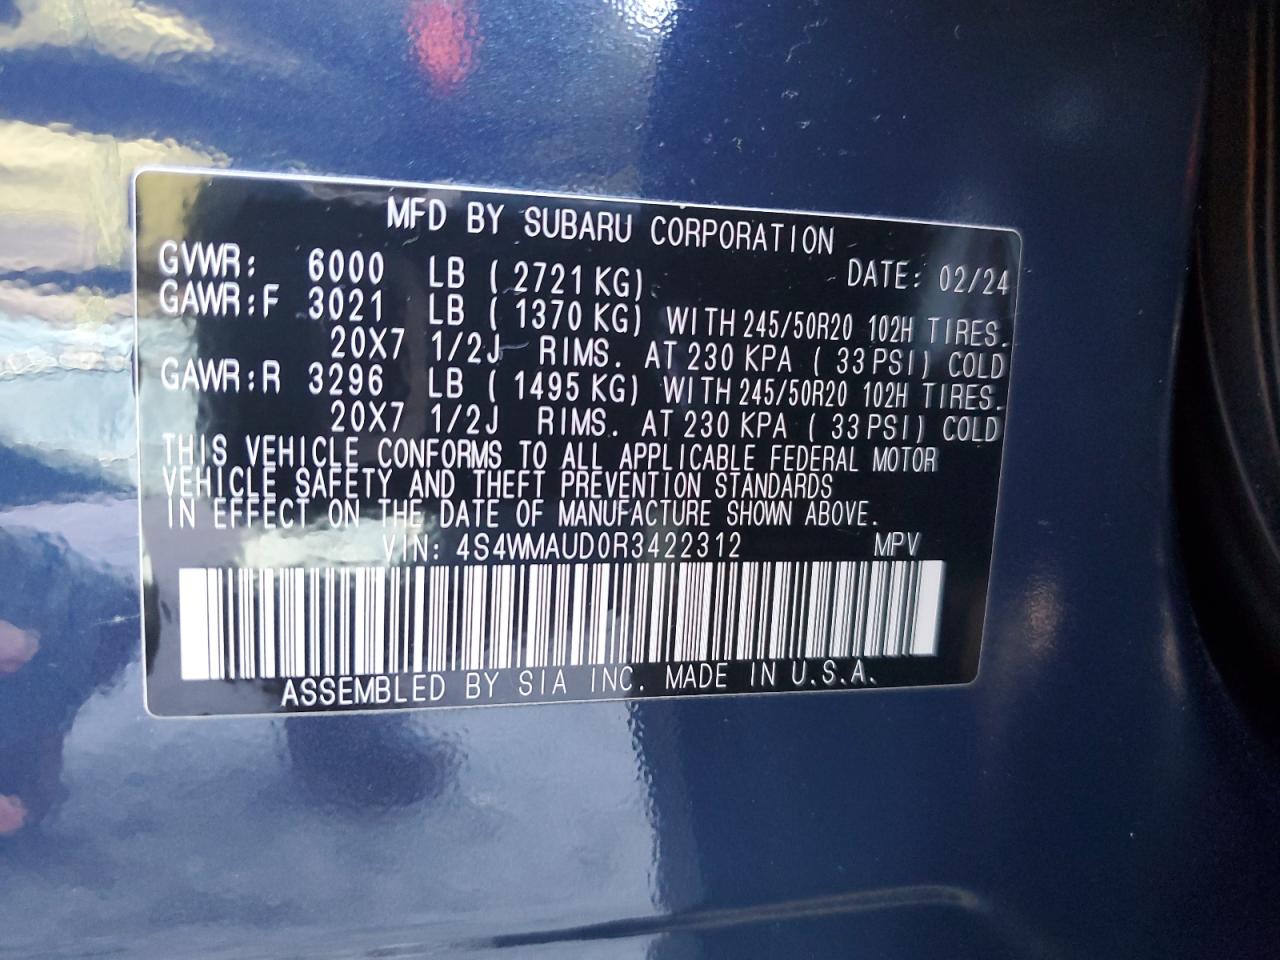 MFD BY SUBARU CORPORATION
GVWR: 6000 LB ( 2721 KG) DATE: 02/24
GAWR:F 3021 LB ( 1370 KG) WITH 245/50R20 102H TIRES.
20X7 1/2J RIMS. AT 230 KPA ( 33 PSI) COLD
GAWR:R 3296 LB ( 1495 KG) WITH 245/50R20 102H TIRES.
20X7 1/2J RIMS. AT 230 KPA ( 33 PSI) COLD
THIS VEHICLE CONFORMS TO ALL APPLICABLE FEDERAL MOTOR
VEHICLE SAFETY AND THEFT PREVENTION STANDARDS
IN EFFECT ON THE DATE OF MANUFACTURE SHOWN ABOVE.
VIN: 4S4WMAUD0R3422312 MPV
ASSEMBLED BY SIA INC. MADE IN U.S.A.